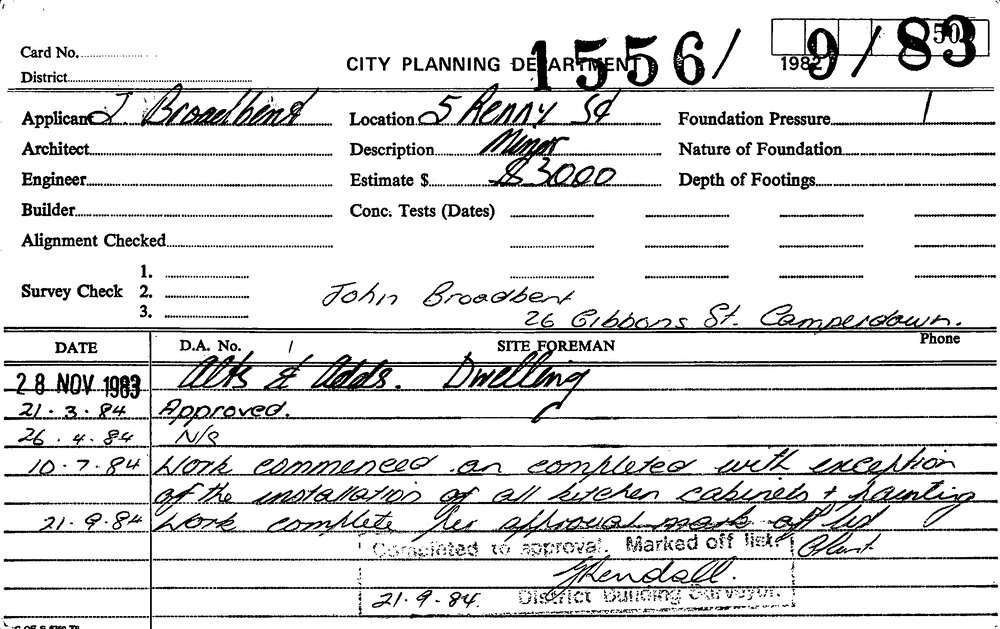 50
Card No.
CITY PLANNING DEPARTMENT 1982
1556/9/83
District
Applicant J Broadbent Location 5 Renny St Foundation Pressure
Architect Description Minor Nature of Foundation
Engineer Estimate $ $3000 Depth of Footings
Builder Conc. Tests (Dates)
Alignment Checked
1.
Survey Check 2. John Broadbent
3. 26 Gibbons St. Camperdown.
DATE D.A. No. / SITE FOREMAN Phone
28 NOV 1983 Alts & Adds. Dwelling
21.3.84 Approved.
26.4.84 N/S
10.7.84 Work commenced an completed with exception
of the installation of all kitchen cabinets + painting
21.9.84 Work complete per approval mark off list
Completed to approval. Marked off list.
21.9.84. District Building Surveyor.